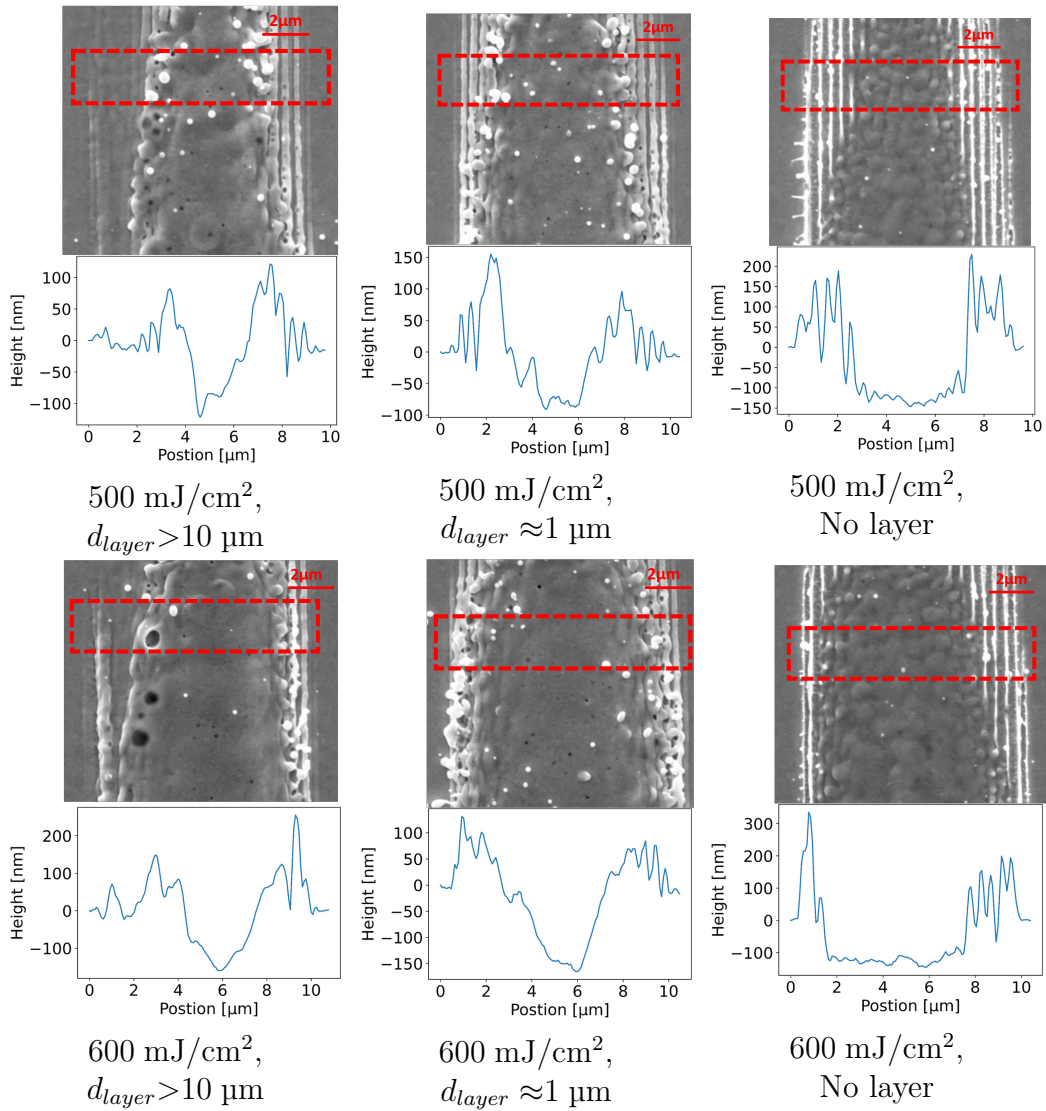 2µm
2µm
2µm
100
50
0
−50
−100
Height [nm]
0 2 4 6 8 10
Postion [µm]
150
100
50
0
−50
−100
Height [nm]
0 2 4 6 8 10
Postion [µm]
200
150
100
50
0
−50
−100
−150
Height [nm]
0 2 4 6 8 10
Postion [µm]
500 mJ/cm²,
d_layer>10 µm
500 mJ/cm²,
d_layer ≈1 µm
500 mJ/cm²,
No layer
2µm
2µm
2µm
200
100
0
−100
Height [nm]
0 2 4 6 8 10
Postion [µm]
100
50
0
−50
−100
−150
Height [nm]
0 2 4 6 8 10
Postion [µm]
300
200
100
0
−100
Height [nm]
0 2 4 6 8 10
Postion [µm]
600 mJ/cm²,
d_layer>10 µm
600 mJ/cm²,
d_layer ≈1 µm
600 mJ/cm²,
No layer